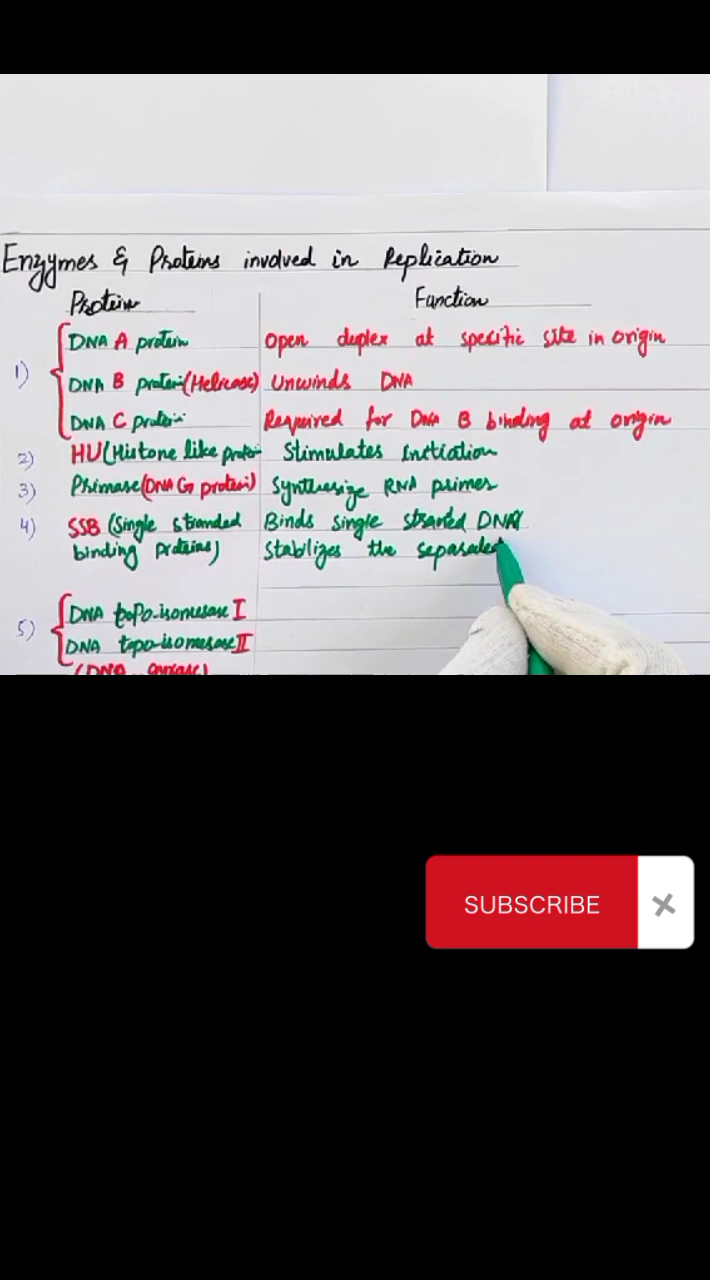 Enzymes & Proteins involved in Replication
Protein Function
1) DNA A protein Open duplex at specific site in origin
DNA B protein (Helicase) Unwinds DNA
DNA C protein Required for DNA B binding at origin
2) HU (Histone like protein Stimulates Initiation
3) Primase (DNA G protein) Synthesize RNA primes
4) SSB (Single stranded Binds single stranded DNA
binding proteins) Stabilizes the separated
5) DNA topo-isomerase I
DNA topo-isomerase II
(DNA gyrase)
SUBSCRIBE